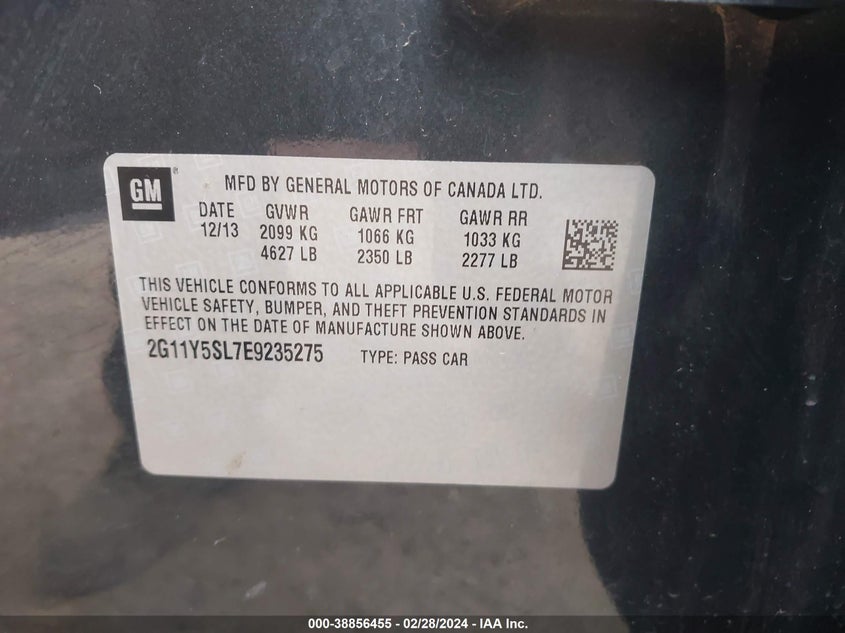 GM
MFD BY GENERAL MOTORS OF CANADA LTD.
DATE GVWR GAWR FRT GAWR RR
12/13 2099 KG 1066 KG 1033 KG
4627 LB 2350 LB 2277 LB
THIS VEHICLE CONFORMS TO ALL APPLICABLE U.S. FEDERAL MOTOR
VEHICLE SAFETY, BUMPER, AND THEFT PREVENTION STANDARDS IN
EFFECT ON THE DATE OF MANUFACTURE SHOWN ABOVE.
2G11Y5SL7E9235275 TYPE: PASS CAR
000-38856455 - 02/28/2024 - IAA Inc.